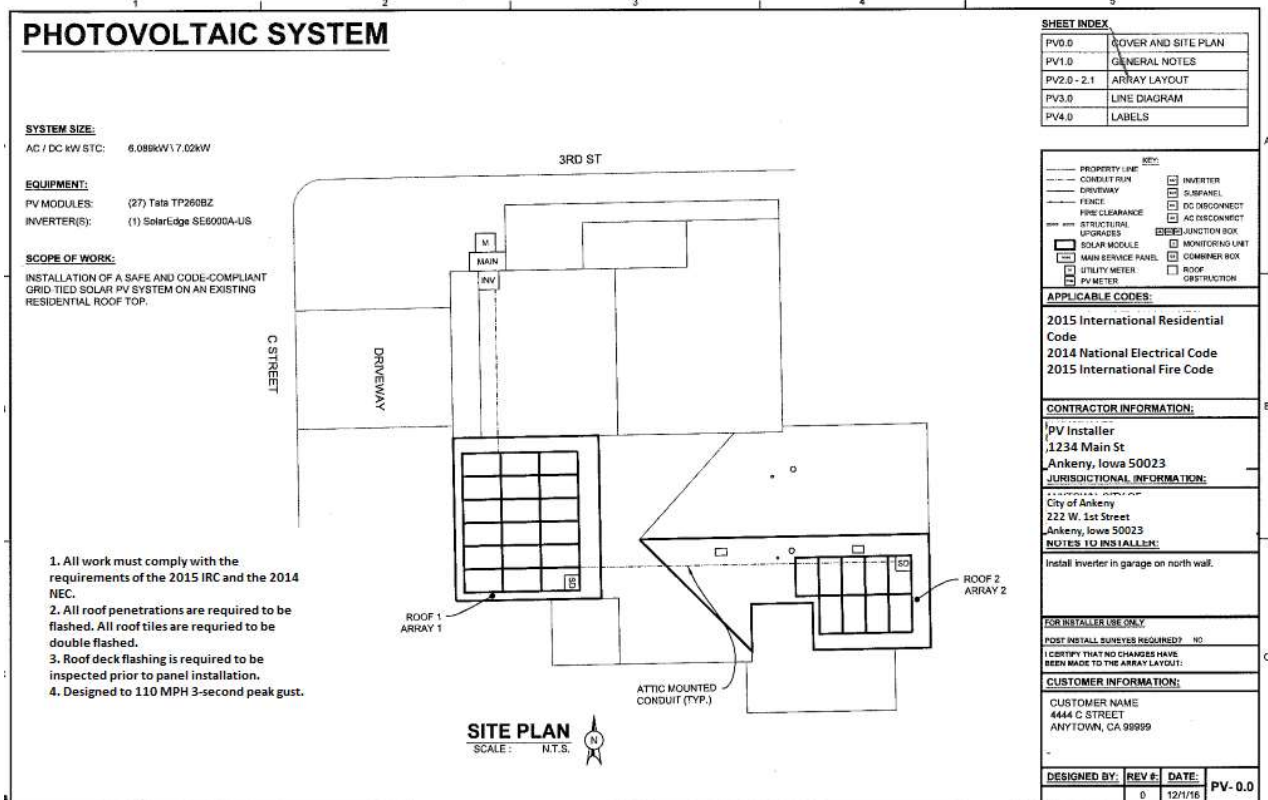 1 2 3 4 5
PHOTOVOLTAIC SYSTEM
SYSTEM SIZE:
AC / DC kW STC: 6.089kW \ 7.02kW
EQUIPMENT:
PV MODULES: (27) Tata TP260BZ
INVERTER(S): (1) SolarEdge SE6000A-US
SCOPE OF WORK:
INSTALLATION OF A SAFE AND CODE-COMPLIANT
GRID-TIED SOLAR PV SYSTEM ON AN EXISTING
RESIDENTIAL ROOF TOP.
3RD ST
C STREET
DRIVEWAY
M
MAIN
INV
SD
SD
ROOF 1
ARRAY 1
ROOF 2
ARRAY 2
ATTIC MOUNTED
CONDUIT (TYP.)
1. All work must comply with the
requirements of the 2015 IRC and the 2014
NEC.
2. All roof penetrations are required to be
flashed. All roof tiles are requried to be
double flashed.
3. Roof deck flashing is required to be
inspected prior to panel installation.
4. Designed to 110 MPH 3-second peak gust.
SITE PLAN
SCALE : N.T.S.
N
SHEET INDEX
PV0.0 COVER AND SITE PLAN
PV1.0 GENERAL NOTES
PV2.0 - 2.1 ARRAY LAYOUT
PV3.0 LINE DIAGRAM
PV4.0 LABELS
KEY:
PROPERTY LINE
CONDUIT RUN
DRIVEWAY
FENCE
FIRE CLEARANCE
STRUCTURAL
UPGRADES
SOLAR MODULE
MAIN SERVICE PANEL
UTILITY METER
PV METER
INVERTER
SUBPANEL
DC DISCONNECT
AC DISCONNECT
JUNCTION BOX
MONITORING UNIT
COMBINER BOX
ROOF
OBSTRUCTION
APPLICABLE CODES:
2015 International Residential
Code
2014 National Electrical Code
2015 International Fire Code
CONTRACTOR INFORMATION:
PV Installer
1234 Main St
Ankeny, Iowa 50023
JURISDICTIONAL INFORMATION:
City of Ankeny
222 W. 1st Street
Ankeny, Iowa 50023
NOTES TO INSTALLER:
Install inverter in garage on north wall.
FOR INSTALLER USE ONLY
POST INSTALL SUNEYES REQUIRED? NO
I CERTIFY THAT NO CHANGES HAVE
BEEN MADE TO THE ARRAY LAYOUT:
CUSTOMER INFORMATION:
CUSTOMER NAME
4444 C STREET
ANYTOWN, CA 99999
DESIGNED BY: REV #: DATE: PV- 0.0
0 12/1/16